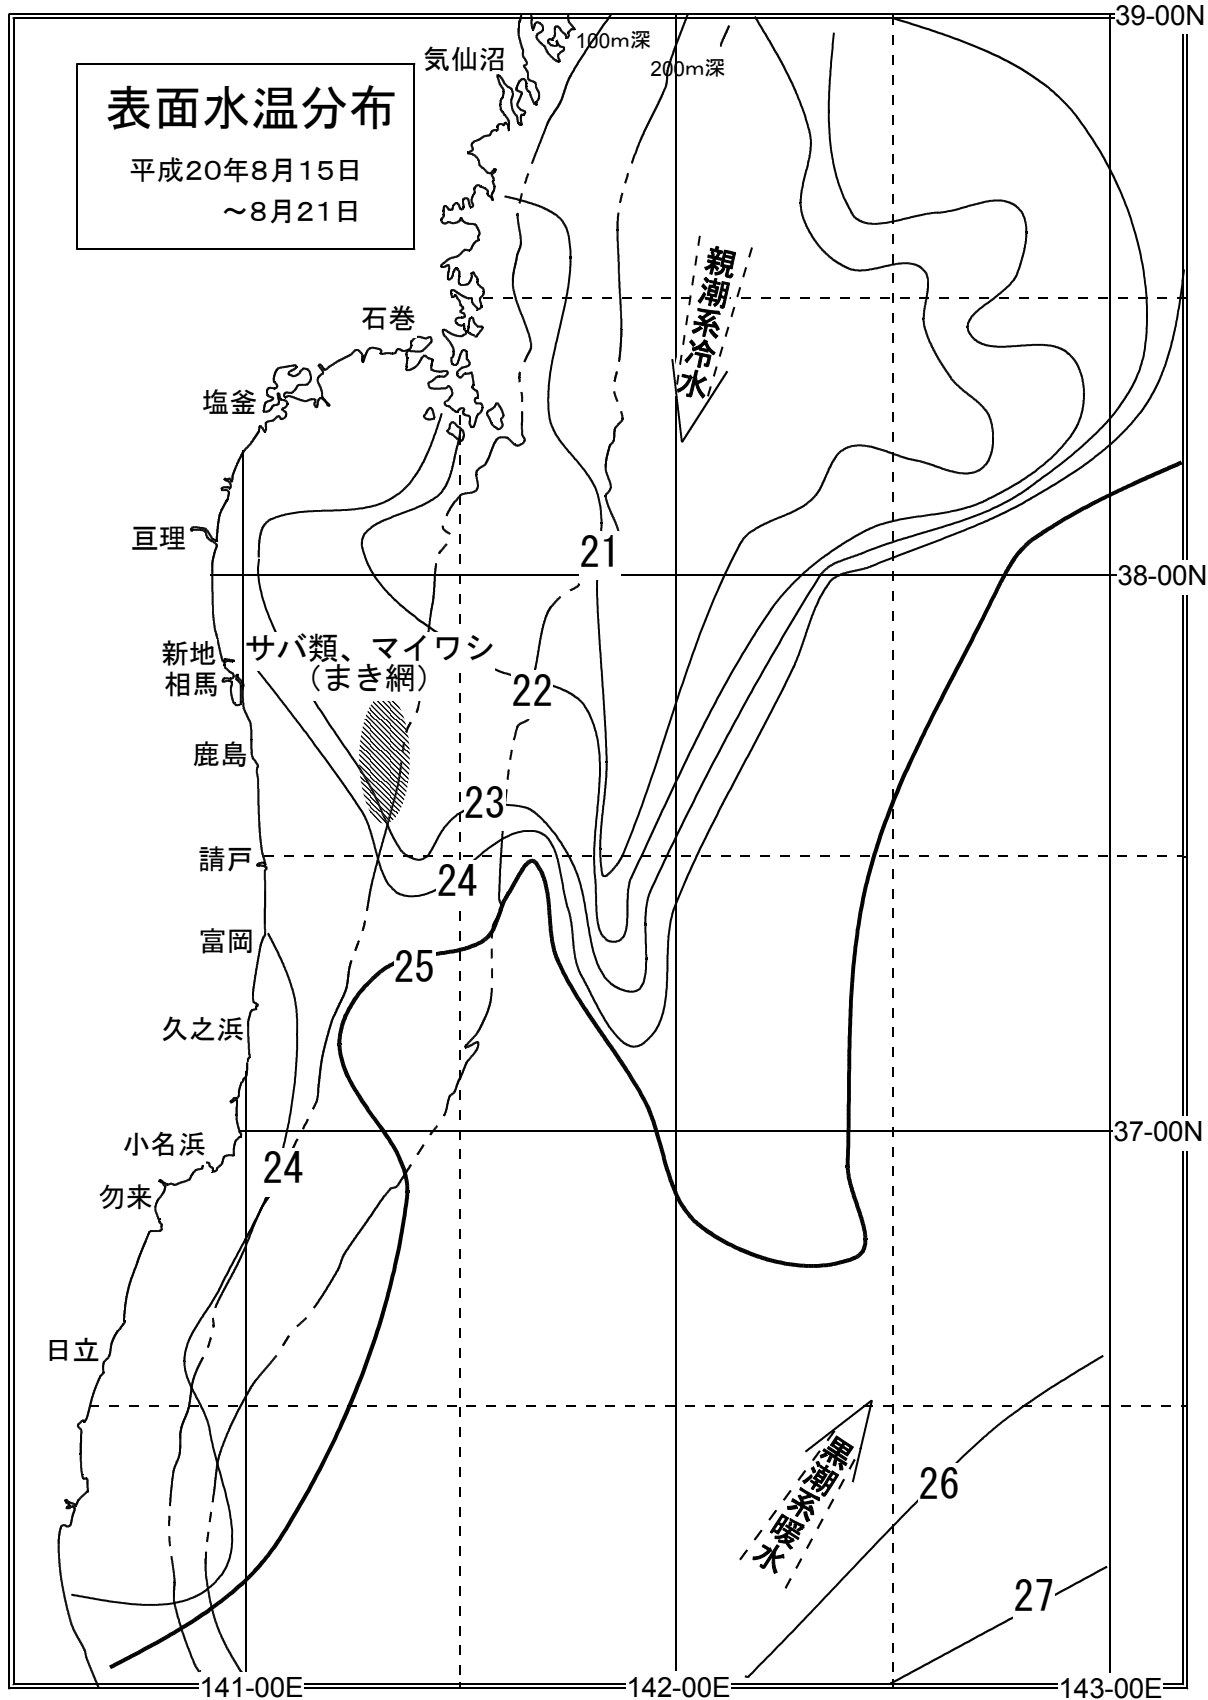 39-00N
100m深
気仙沼
200m深
表面水温分布
平成20年8月15日
～8月21日
親潮系冷水
石巻
塩釜
亘理
21
38-00N
サバ類、マイワシ
（まき網）
新地
相馬
22
鹿島
23
請戸
24
富岡
25
久之浜
37-00N
小名浜
24
勿来
日立
黒潮系暖水
26
27
141-00E
142-00E
143-00E